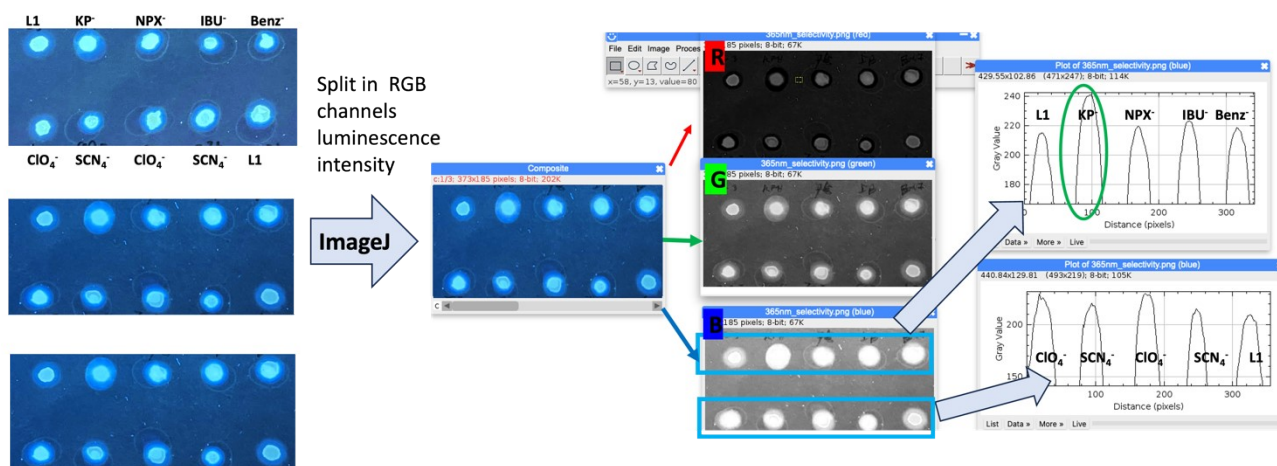 L1 KP⁻ NPX⁻ IBU⁻ Benz⁻
ClO₄⁻ SCN₄⁻ ClO₄⁻ SCN₄⁻ L1
Split in RGB
channels
luminescence
intensity
ImageJ
Composite
c:1/3; 373x185 pixels; 8-bit; 202K
c
365nm_selectivity.png (red)
185 pixels; 8-bit; 67K
File Edit Image Proces
x=58, y=13, value=80
R
365nm_selectivity.png (green)
185 pixels; 8-bit; 67K
G
365nm_selectivity.png (blue)
185 pixels; 8-bit; 67K
B
Plot of 365nm_selectivity.png (blue)
429.55x102.86 (471x247); 8-bit; 114K
240
220
200
180
Gray Value
L1 KP⁻ NPX⁻ IBU⁻ Benz⁻
0 100 200 300
Distance (pixels)
Data » More » Live
Plot of 365nm_selectivity.png (blue)
440.84x129.81 (493x219); 8-bit; 105K
200
150
Gray Value
ClO₄⁻ SCN₄⁻ ClO₄⁻ SCN₄⁻ L1
0 100 200 300
Distance (pixels)
List Data » More » Live